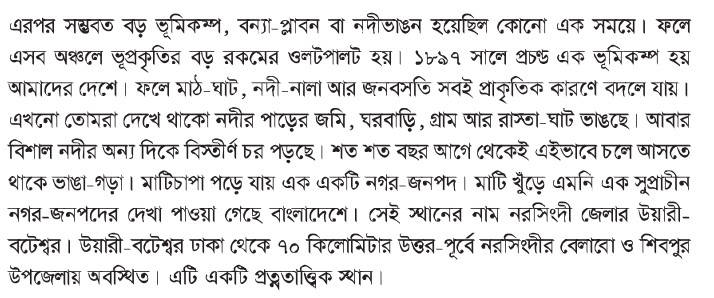 এরপর সম্ভবত বড় ভূমিকম্প, বন্যা-প্লাবন বা নদীভাঙন হয়েছিল কোনো এক সময়ে। ফলে
এসব অঞ্চলে ভূপ্রকৃতির বড় রকমের ওলটপালট হয়। ১৮৯৭ সালে প্রচন্ড এক ভূমিকম্প হয়
আমাদের দেশে। ফলে মাঠ-ঘাট, নদী-নালা আর জনবসতি সবই প্রাকৃতিক কারণে বদলে যায়।
এখনো তোমরা দেখে থাকো নদীর পাড়ের জমি, ঘরবাড়ি, গ্রাম আর রাস্তা-ঘাট ভাঙছে। আবার
বিশাল নদীর অন্য দিকে বিস্তীর্ণ চর পড়ছে। শত শত বছর আগে থেকেই এইভাবে চলে আসতে
থাকে ভাঙা-গড়া। মাটিচাপা পড়ে যায় এক একটি নগর-জনপদ। মাটি খুঁড়ে এমনি এক সুপ্রাচীন
নগর-জনপদের দেখা পাওয়া গেছে বাংলাদেশে। সেই স্থানের নাম নরসিংদী জেলার উয়ারী-
বটেশ্বর। উয়ারী-বটেশ্বর ঢাকা থেকে ৭০ কিলোমিটার উত্তর-পূর্বে নরসিংদীর বেলাবো ও শিবপুর
উপজেলায় অবস্থিত। এটি একটি প্রত্নতাত্ত্বিক স্থান।